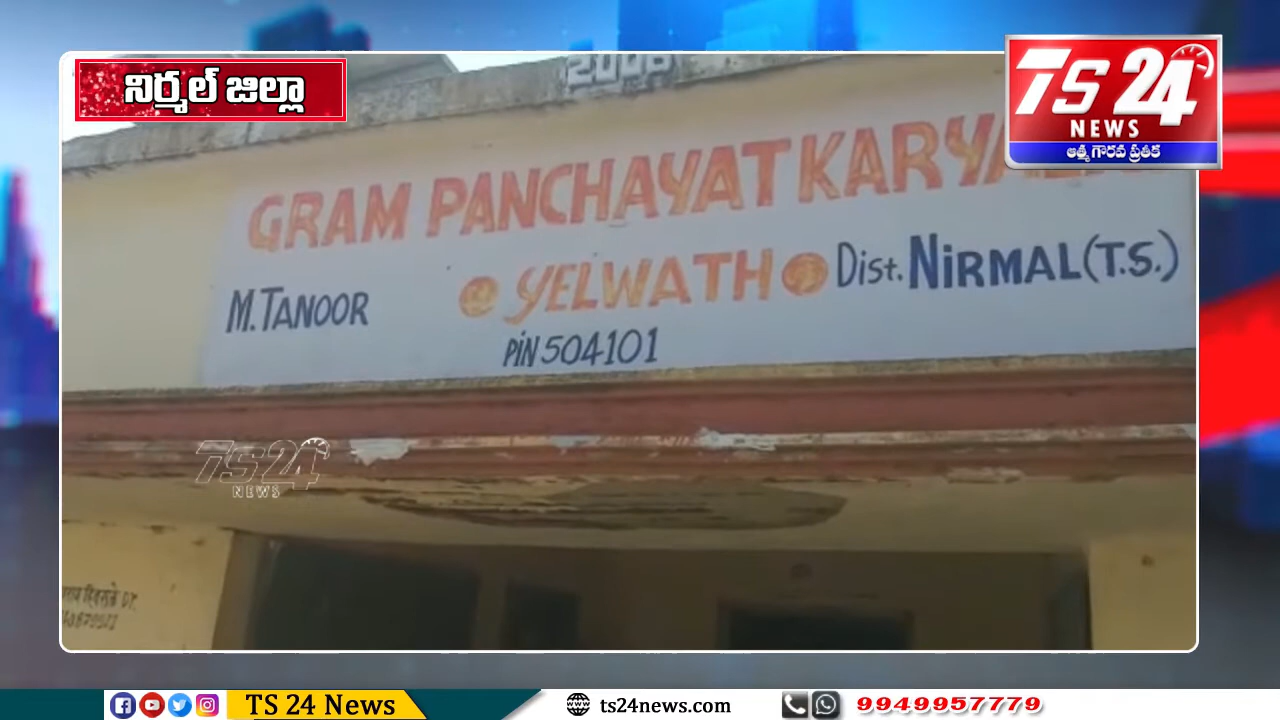 నిర్మల్ జిల్లా
2006
TS 24
NEWS
ఆత్మ గౌరవ ప్రతీక
GRAM PANCHAYAT
M. TANOOR
YELWATH
Dist. NiRMAL (T.S.)
PiN 504101
TS 24
NEWS
DT.
TS 24 News
ts24news.com
9949957779